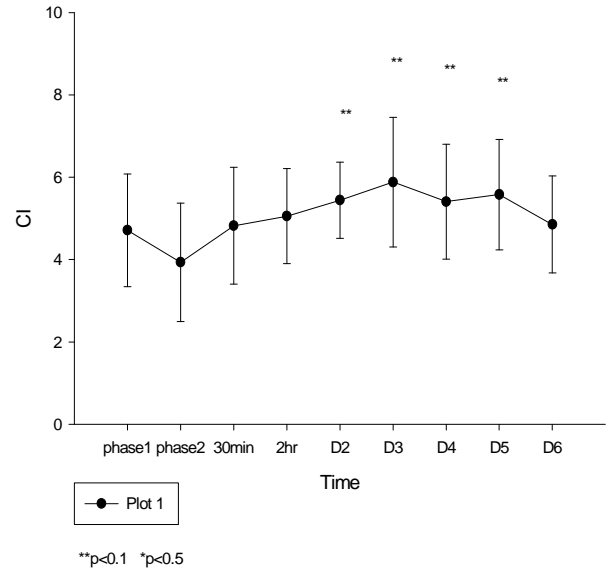 10
8
6
4
2
0
CI
** ** ** **
phase1 phase2 30min 2hr D2 D3 D4 D5 D6
Time
Plot 1
**p<0.1 *p<0.5